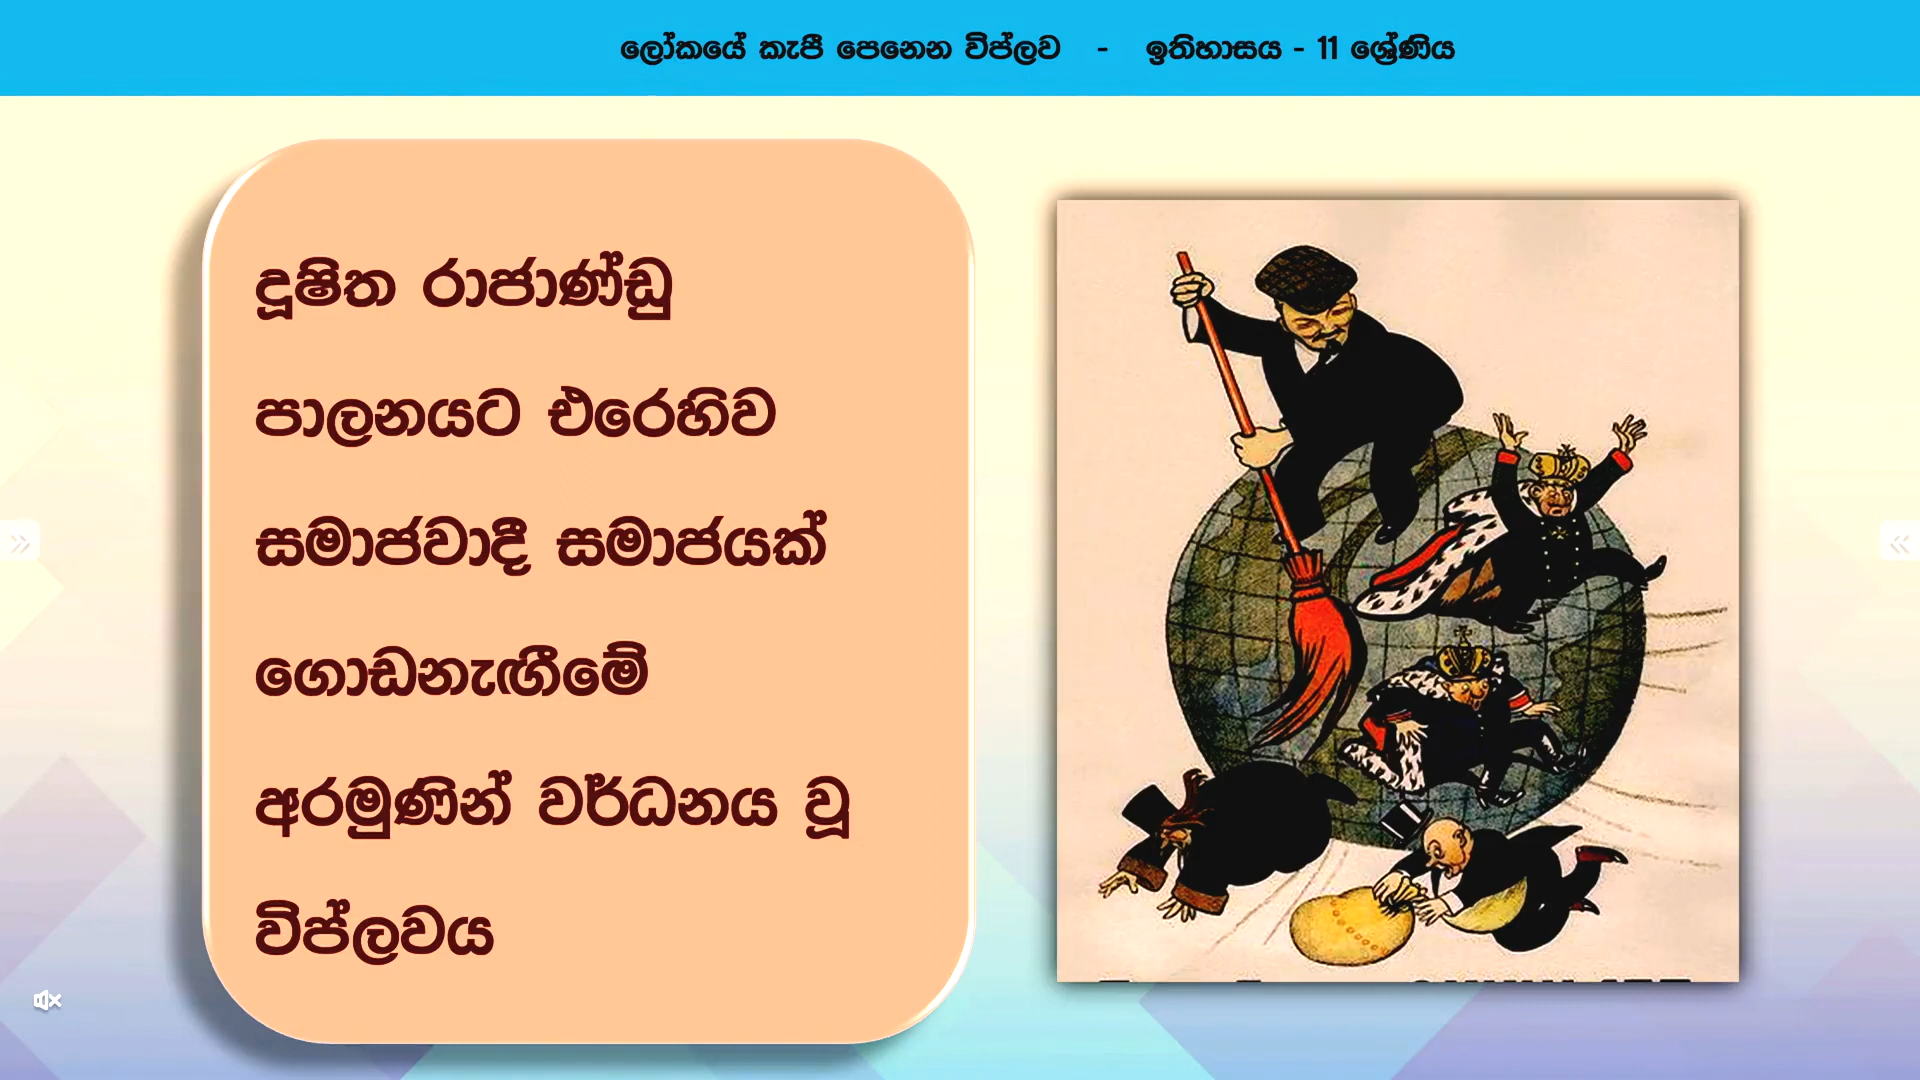 ලෝකයේ කැපී පෙනෙන විප්ලව - ඉතිහාසය - 11 ශ්‍රේණිය
දූෂිත රාජාණ්ඩු
පාලනයට එරෙහිව
සමාජවාදී සමාජයක්
ගොඩනැඟීමේ
අරමුණින් වර්ධනය වූ
විප්ලවය